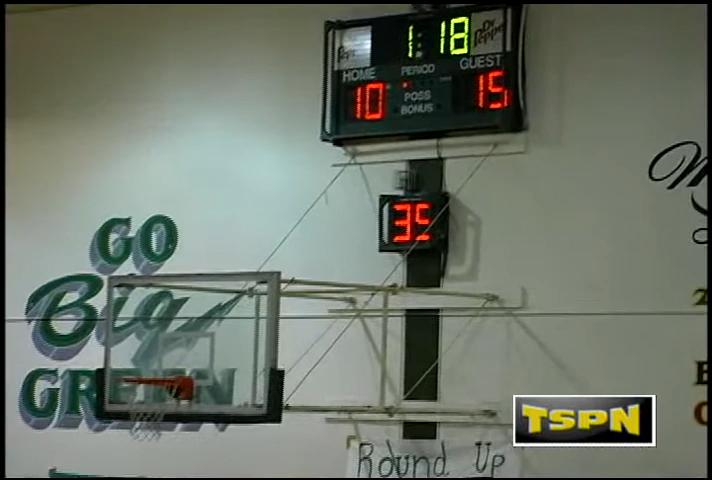 1:18
Dr Pepper
HOME PERIOD GUEST
10 POSS 15
BONUS
35
GO
Big
GREEN
TSPN
Round Up